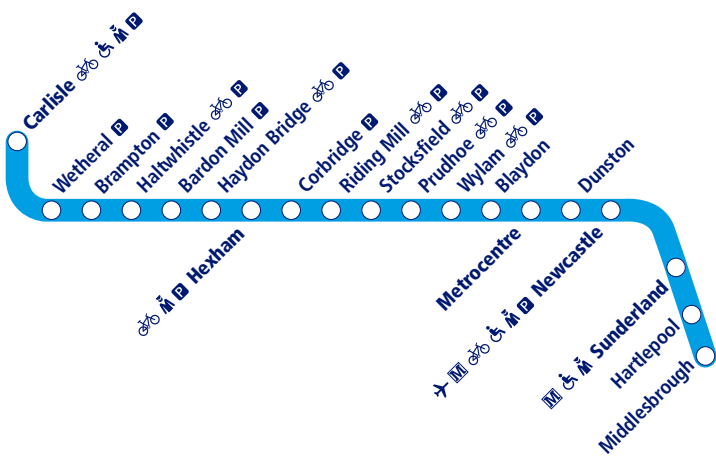 Carlisle P
Wetheral P
Brampton P
Haltwhistle P
Bardon Mill P
Haydon Bridge P
P Hexham
Corbridge P
Riding Mill P
Stocksfield P
Prudhoe P
Wylam P
Blaydon
Metrocentre
Dunston
M P Newcastle
M Sunderland
Hartlepool
Middlesbrough